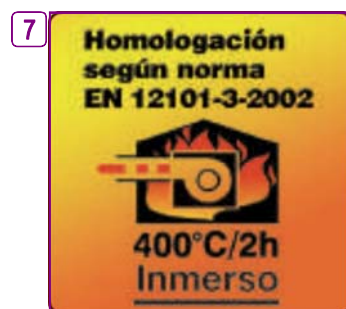 7
Homologación
según norma
EN 12101-3-2002
400°C/2h
Inmerso